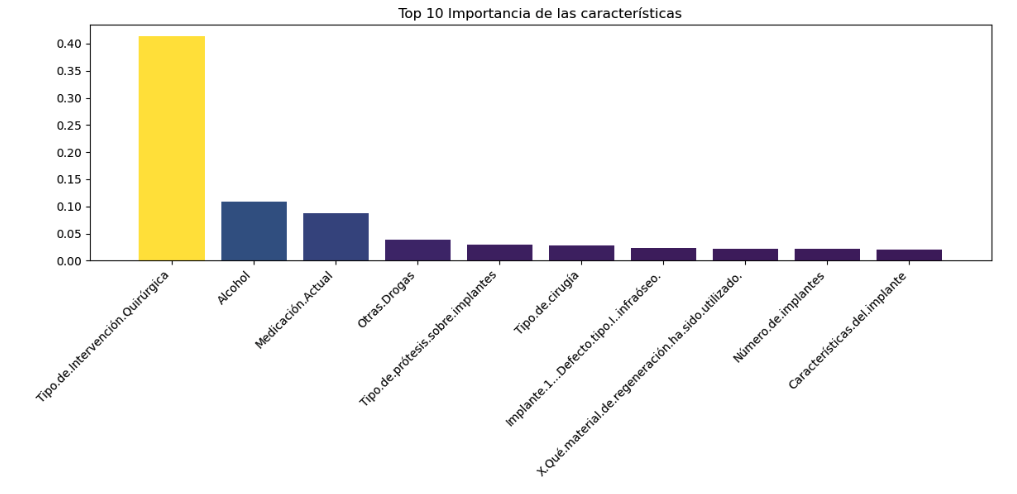 Top 10 Importancia de las características
0.40
0.35
0.30
0.25
0.20
0.15
0.10
0.05
0.00
Tipo.de.Intervención.Quirúrgica
Alcohol
Medicación.Actual
Otras.Drogas
Tipo.de.prótesis.sobre.implantes
Tipo.de.cirugía
Implante.1...Defecto.tipo.I..infraóseo.
X.Qué.material.de.regeneración.ha.sido.utilizado.
Número.de.implantes
Características.del.implante